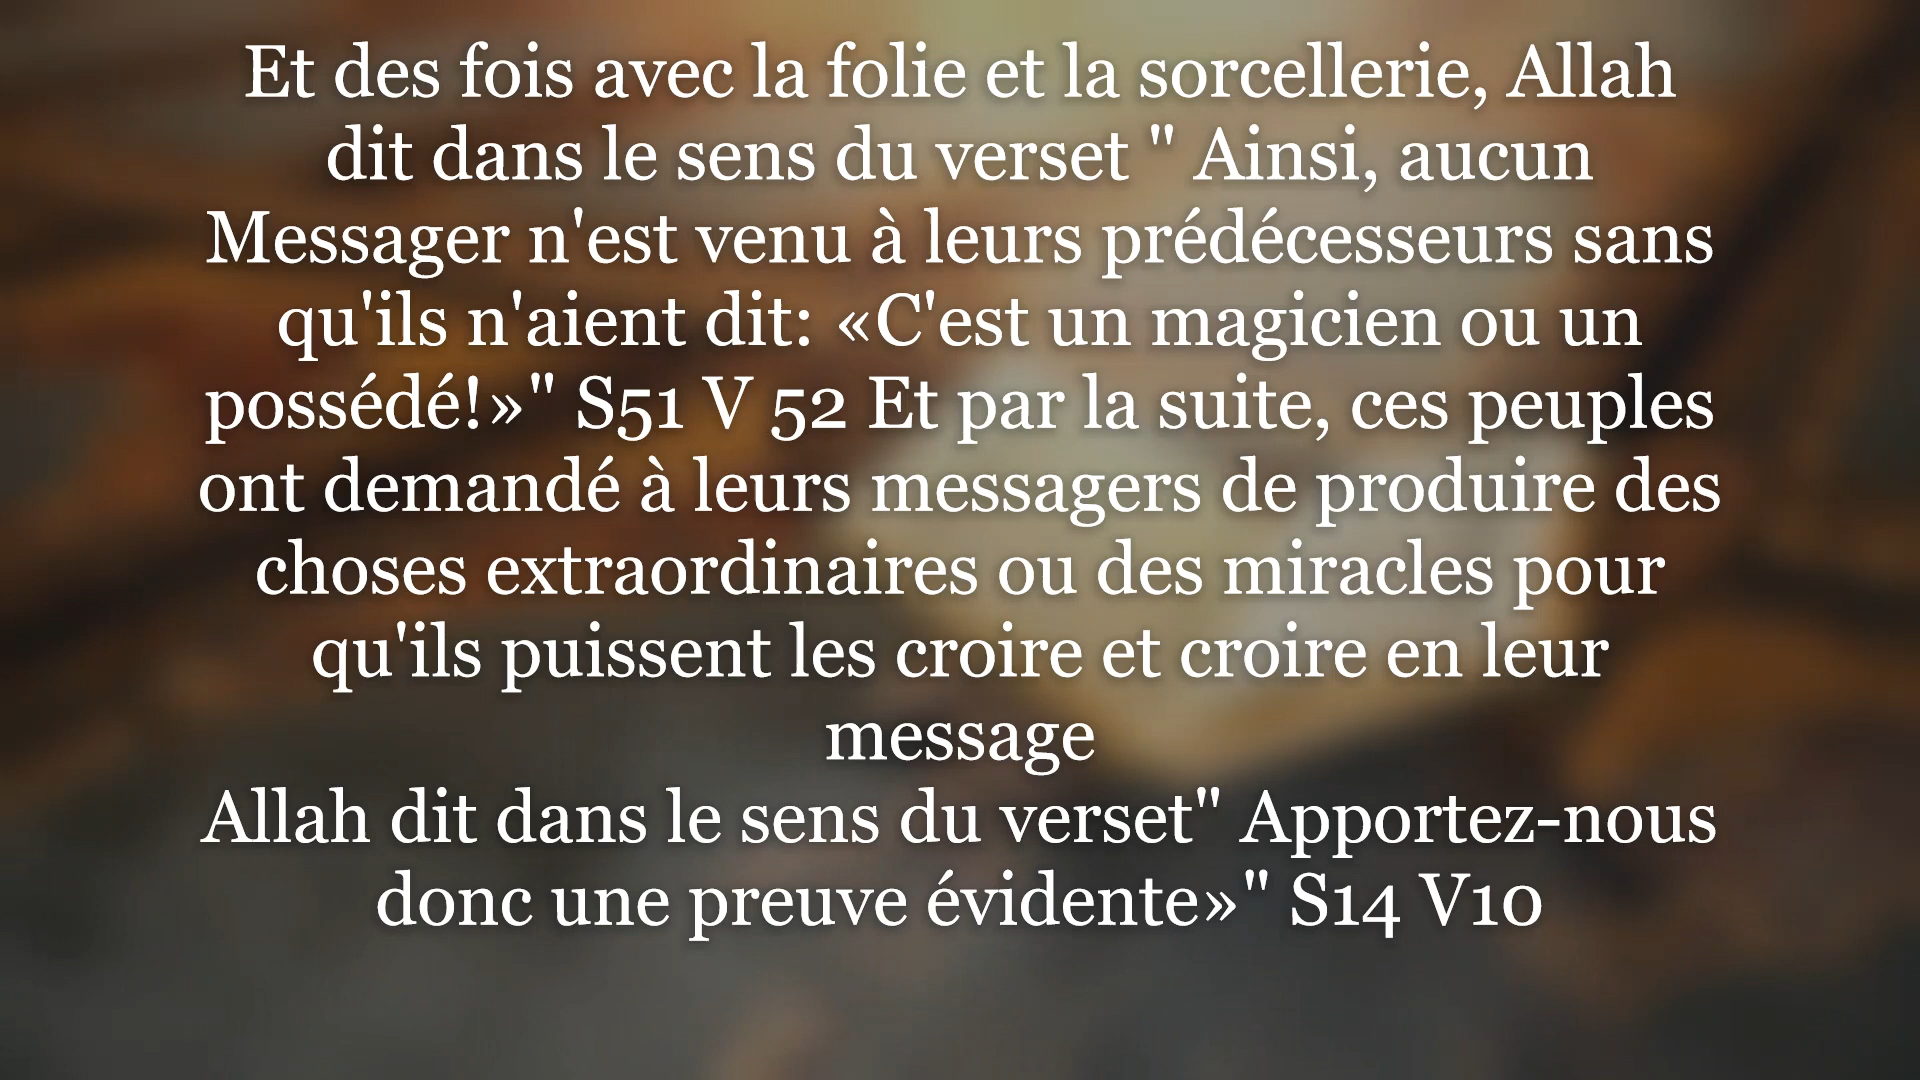 Et des fois avec la folie et la sorcellerie, Allah
dit dans le sens du verset " Ainsi, aucun
Messager n'est venu à leurs prédécesseurs sans
qu'ils n'aient dit: «C'est un magicien ou un
possédé!»" S51 V 52 Et par la suite, ces peuples
ont demandé à leurs messagers de produire des
choses extraordinaires ou des miracles pour
qu'ils puissent les croire et croire en leur
message
Allah dit dans le sens du verset" Apportez-nous
donc une preuve évidente»" S14 V10